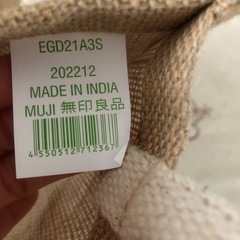 EGD21A3S
202212
MADE IN INDIA
MUJI 無印良品
4 550512 712367